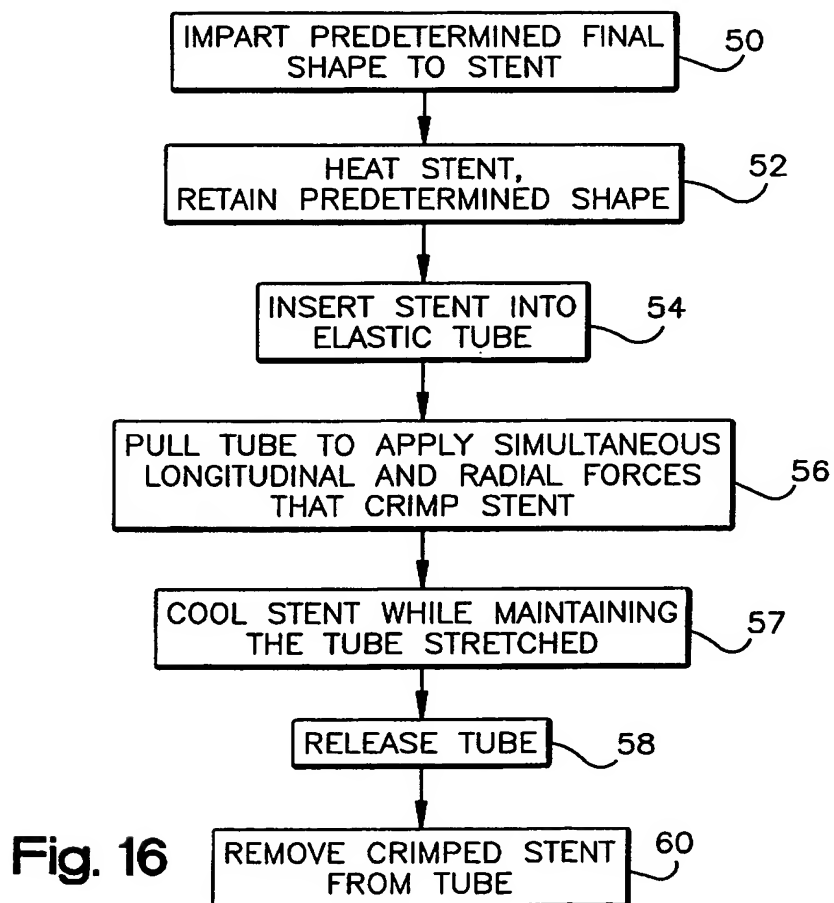 IMPART PREDETERMINED FINAL
SHAPE TO STENT
50
HEAT STENT,
RETAIN PREDETERMINED SHAPE
52
INSERT STENT INTO
ELASTIC TUBE
54
PULL TUBE TO APPLY SIMULTANEOUS
LONGITUDINAL AND RADIAL FORCES
THAT CRIMP STENT
56
COOL STENT WHILE MAINTAINING
THE TUBE STRETCHED
57
RELEASE TUBE
58
REMOVE CRIMPED STENT
FROM TUBE
60
Fig. 16